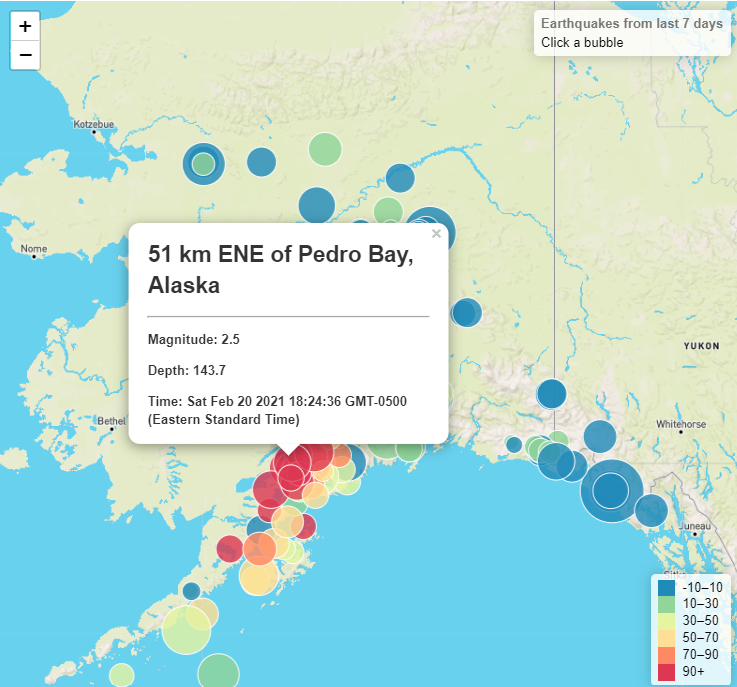 +
−
Earthquakes from last 7 days
Click a bubble
Kotzebue
Nome
×
51 km ENE of Pedro Bay,
Alaska
Magnitude: 2.5
Depth: 143.7
Time: Sat Feb 20 2021 18:24:36 GMT-0500
(Eastern Standard Time)
YUKON
Bethel
Whitehorse
Juneau
Sitka
-10–10
10–30
30–50
50–70
70–90
90+